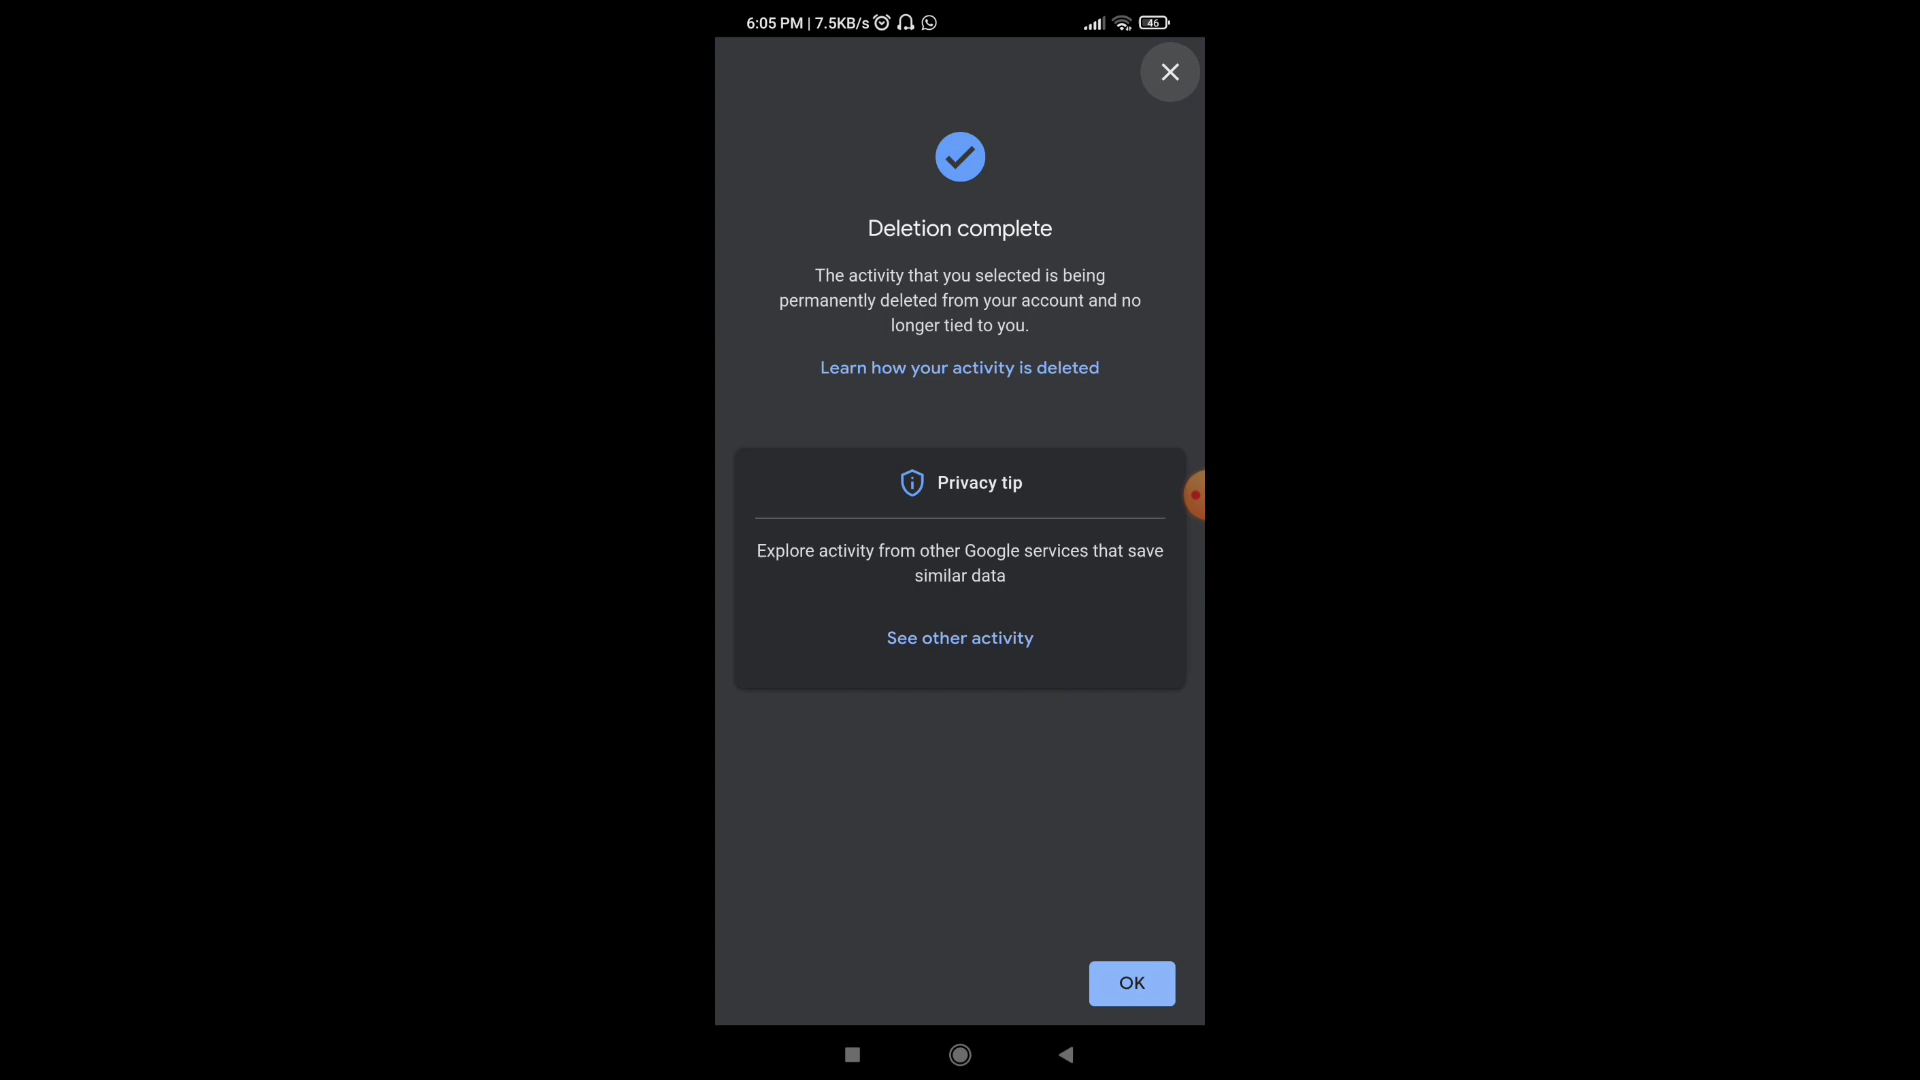 6:05 PM | 7.5KB/s
46
Deletion complete
The activity that you selected is being
permanently deleted from your account and no
longer tied to you.
Learn how your activity is deleted
Privacy tip
Explore activity from other Google services that save
similar data
See other activity
OK